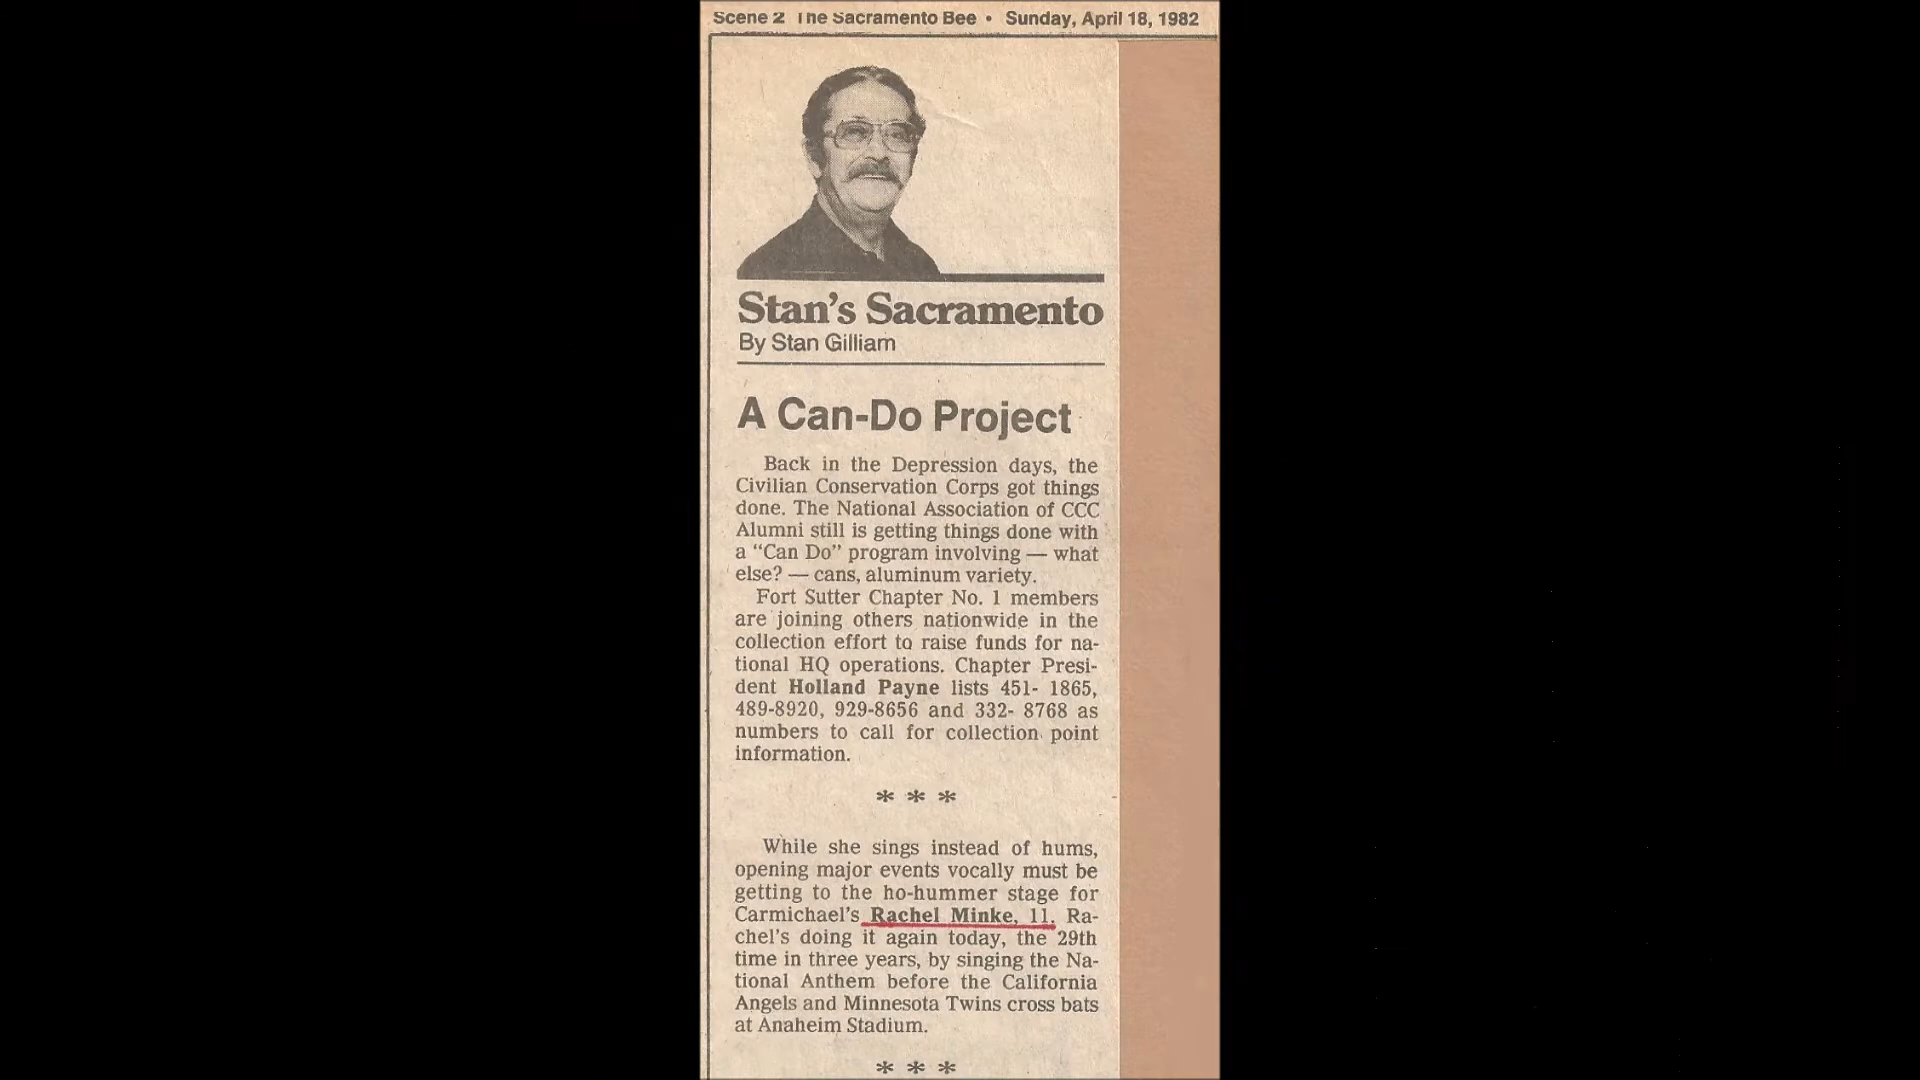 Scene 2 The Sacramento Bee • Sunday, April 18, 1982
Stan's Sacramento
By Stan Gilliam
A Can-Do Project
Back in the Depression days, the
Civilian Conservation Corps got things
done. The National Association of CCC
Alumni still is getting things done with
a “Can Do” program involving — what
else? — cans, aluminum variety.
Fort Sutter Chapter No. 1 members
are joining others nationwide in the
collection effort to raise funds for na-
tional HQ operations. Chapter Presi-
dent Holland Payne lists 451- 1865,
489-8920, 929-8656 and 332- 8768 as
numbers to call for collection point
information.
* * *
While she sings instead of hums,
opening major events vocally must be
getting to the ho-hummer stage for
Carmichael's Rachel Minke, 11. Ra-
chel's doing it again today, the 29th
time in three years, by singing the Na-
tional Anthem before the California
Angels and Minnesota Twins cross bats
at Anaheim Stadium.
* * *